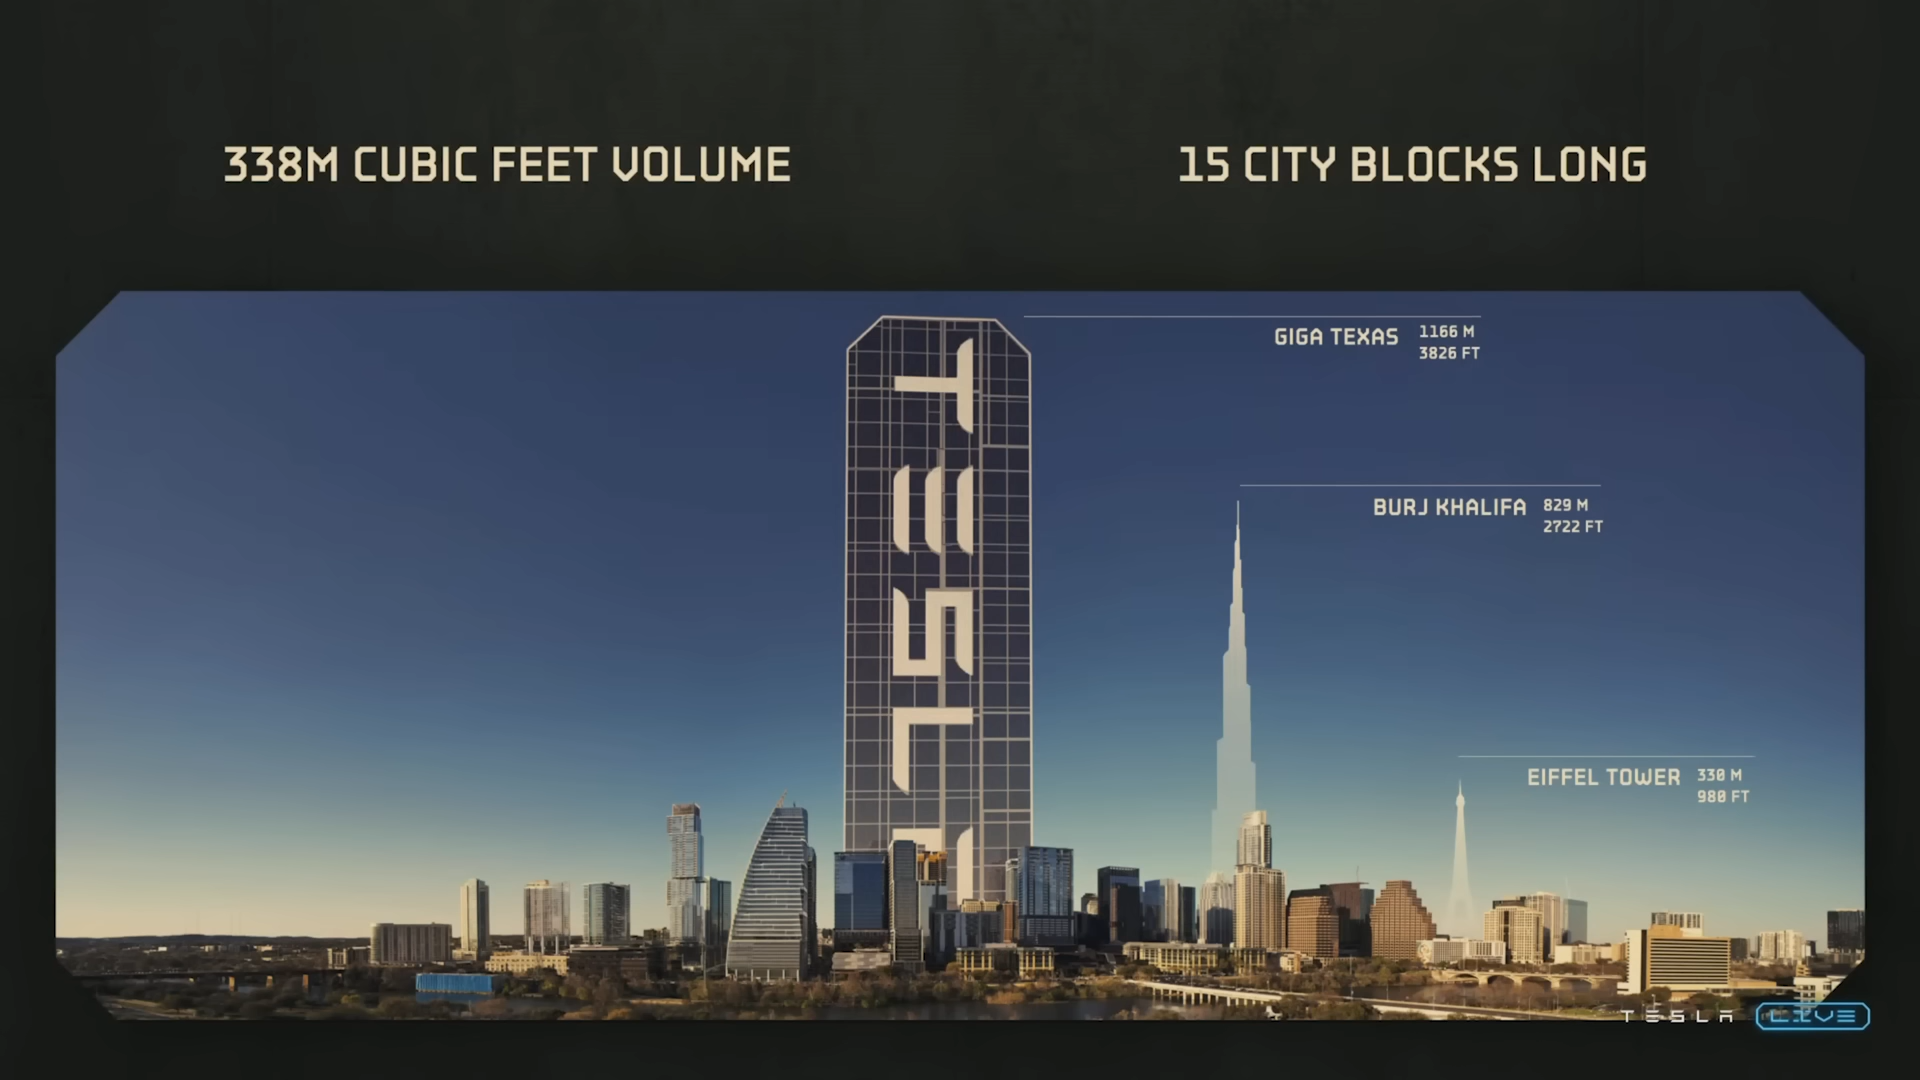 338M CUBIC FEET VOLUME
15 CITY BLOCKS LONG
GIGA TEXAS
1166 M
3826 FT
BURJ KHALIFA
829 M
2722 FT
EIFFEL TOWER
330 M
980 FT
TESLA
TESLA LIVE